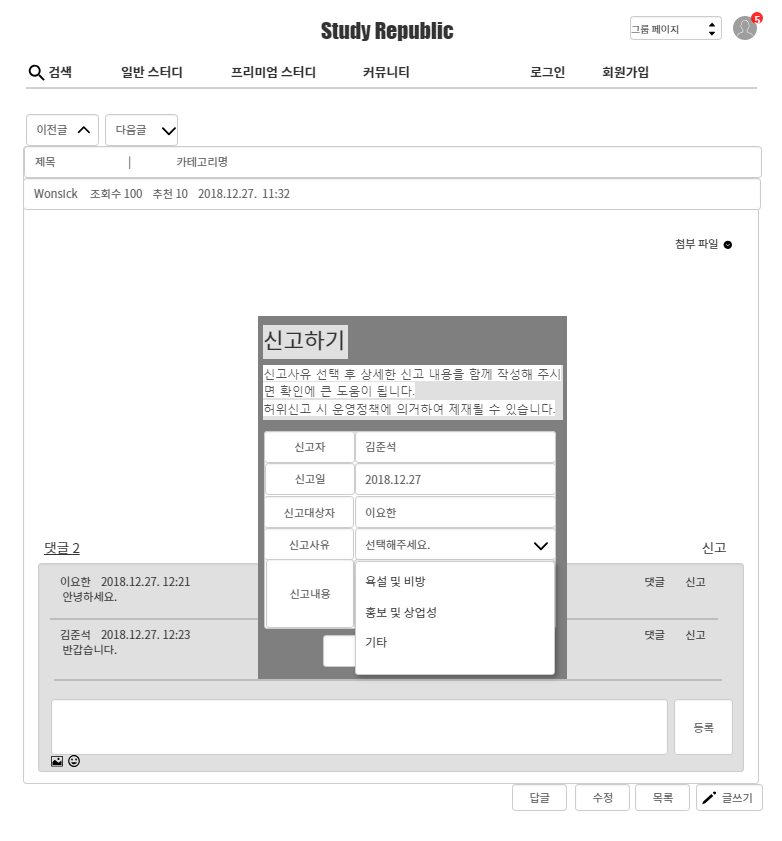 Study Republic
그룹 페이지
5
검색 일반 스터디 프리미엄 스터디 커뮤니티 로그인 회원가입
이전글 다음글
제목 | 카테고리명
Wonsick 조회수 100 추천 10 2018.12.27. 11:32
첨부 파일
신고하기
신고사유 선택 후 상세한 신고 내용을 함께 작성해 주시
면 확인에 큰 도움이 됩니다.
허위신고 시 운영정책에 의거하여 제재될 수 있습니다.
신고자 김준석
신고일 2018.12.27
신고대상자 이요한
신고사유 선택해주세요.
신고내용
욕설 및 비방
홍보 및 상업성
기타
댓글 2 신고
이요한 2018.12.27. 12:21 댓글 신고
안녕하세요.
김준석 2018.12.27. 12:23 댓글 신고
반갑습니다.
등록
답글 수정 목록 글쓰기